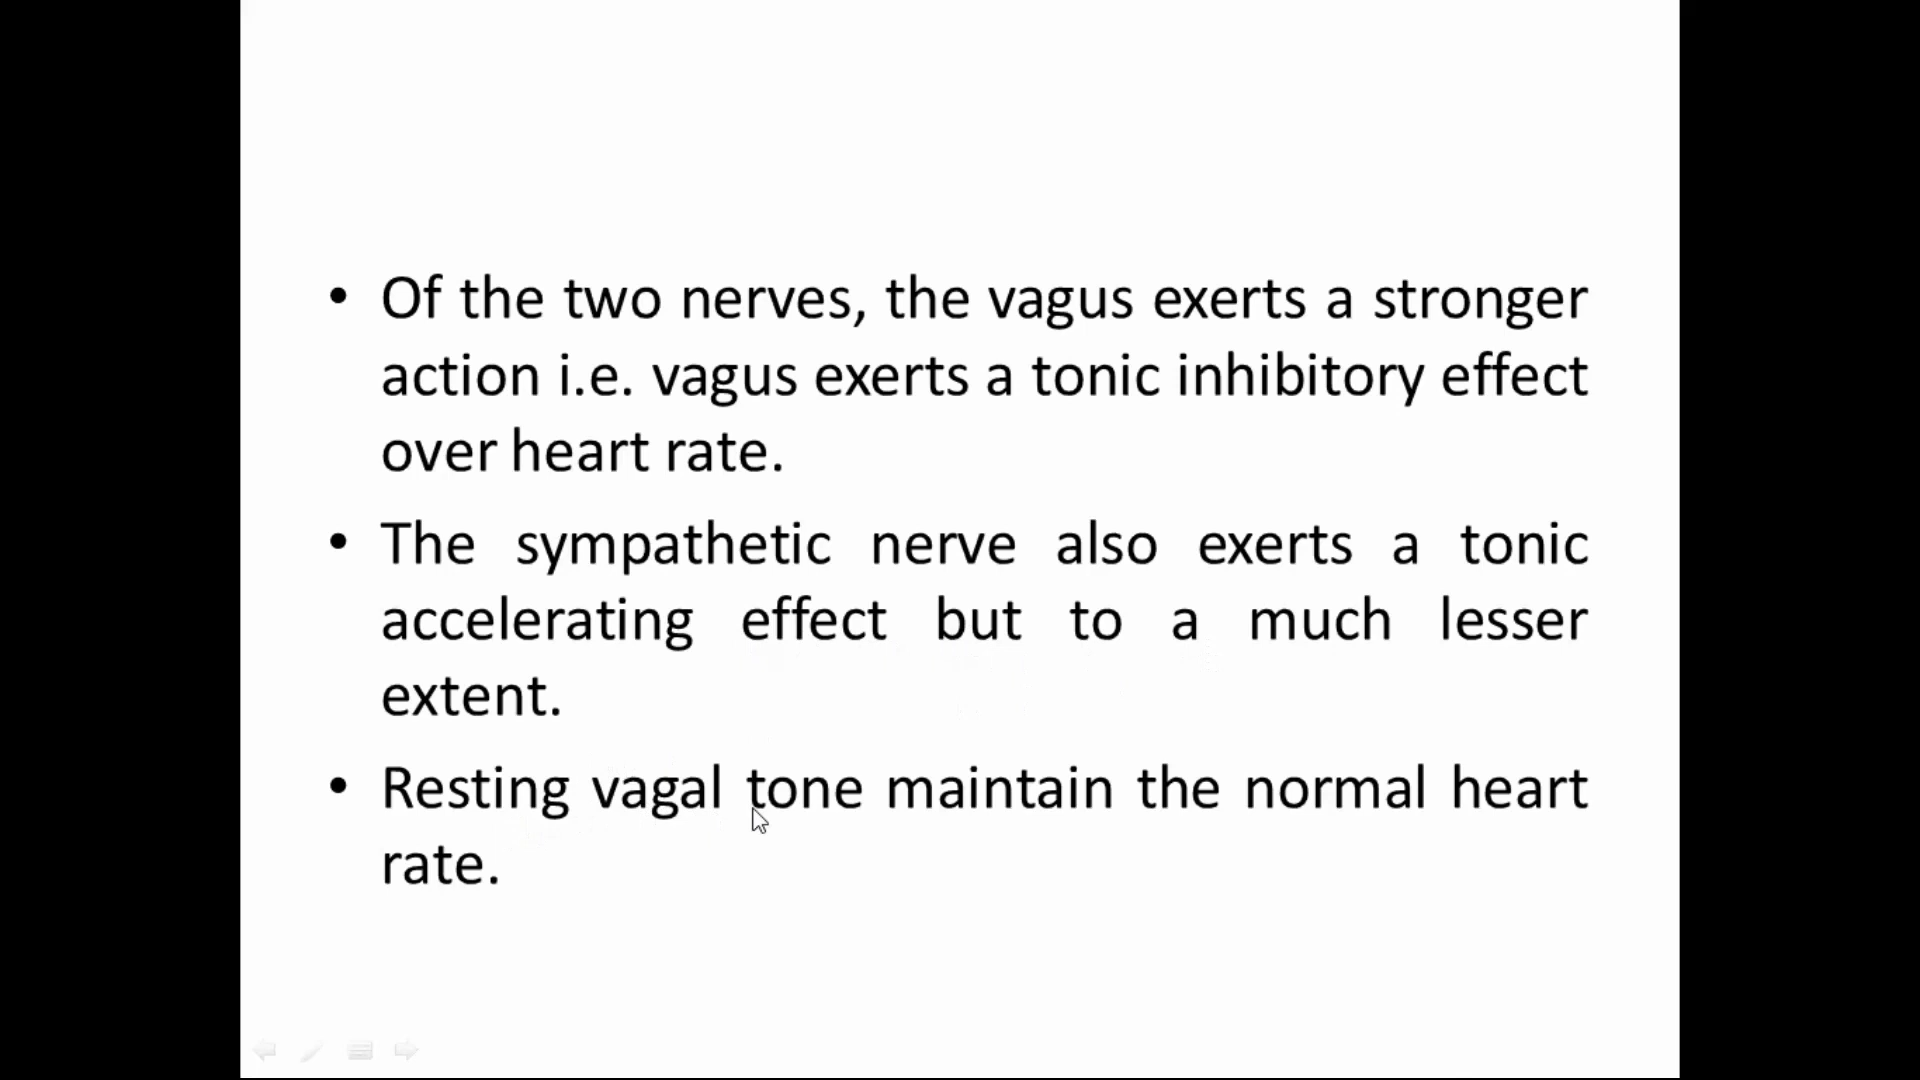 • Of the two nerves, the vagus exerts a stronger
action i.e. vagus exerts a tonic inhibitory effect
over heart rate.
• The sympathetic nerve also exerts a tonic
accelerating effect but to a much lesser
extent.
• Resting vagal tone maintain the normal heart
rate.